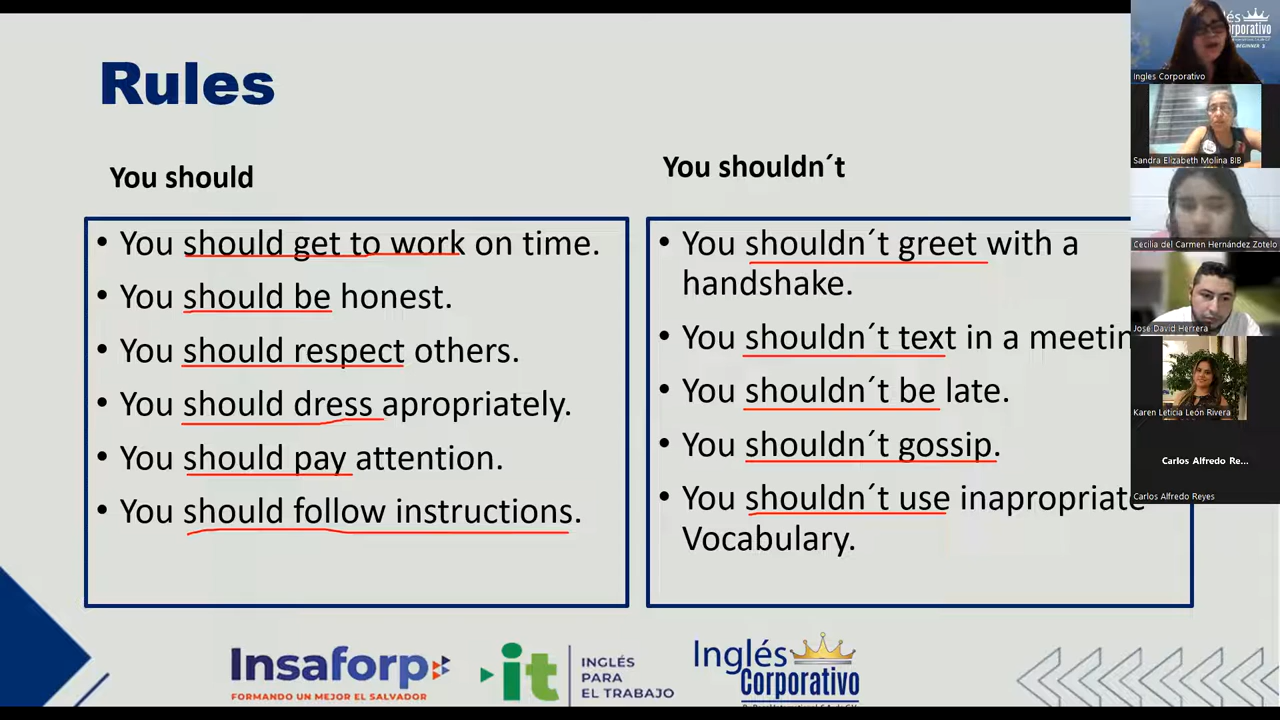 Rules
You should
You shouldn´t
• You should get to work on time.
• You should be honest.
• You should respect others.
• You should dress apropriately.
• You should pay attention.
• You should follow instructions.
• You shouldn´t greet with a
handshake.
• You shouldn´t text in a meetin
• You shouldn´t be late.
• You shouldn´t gossip.
• You shouldn´t use inapropriate
Vocabulary.
Insaforp
FORMANDO UN MEJOR EL SALVADOR
it
INGLÉS
PARA
EL TRABAJO
Inglés
Corporativo
lés
orporativo
BEGINNER
Ingles Corporativo
Sandra Elizabeth Molina BIB
Cecilia del Carmen Hernández Zotelo
José David Herrera
Karen Leticia León Rivera
Carlos Alfredo Re...
Carlos Alfredo Reyes